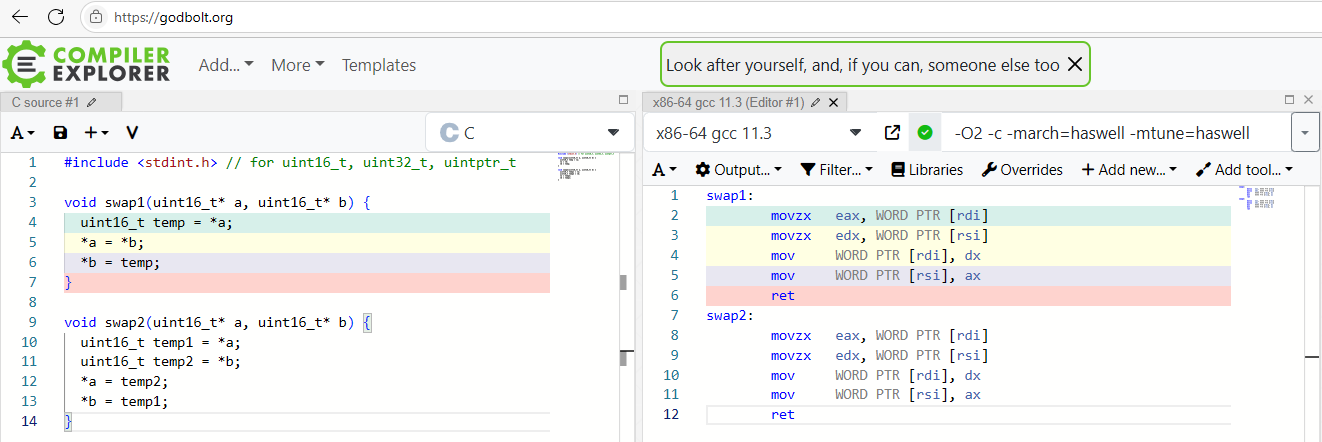 https://godbolt.org
COMPILER
EXPLORER
Add... More Templates
Look after yourself, and, if you can, someone else too
C source #1
A + V
C
1 #include <stdint.h> // for uint16_t, uint32_t, uintptr_t
2
3 void swap1(uint16_t* a, uint16_t* b) {
4   uint16_t temp = *a;
5   *a = *b;
6   *b = temp;
7 }
8
9 void swap2(uint16_t* a, uint16_t* b) {
10   uint16_t temp1 = *a;
11   uint16_t temp2 = *b;
12   *a = temp2;
13   *b = temp1;
14 }
x86-64 gcc 11.3 (Editor #1)
x86-64 gcc 11.3
-O2 -c -march=haswell -mtune=haswell
A Output... Filter... Libraries Overrides + Add new... Add tool...
1 swap1:
2         movzx   eax, WORD PTR [rdi]
3         movzx   edx, WORD PTR [rsi]
4         mov     WORD PTR [rdi], dx
5         mov     WORD PTR [rsi], ax
6         ret
7 swap2:
8         movzx   eax, WORD PTR [rdi]
9         movzx   edx, WORD PTR [rsi]
10         mov     WORD PTR [rdi], dx
11         mov     WORD PTR [rsi], ax
12         ret